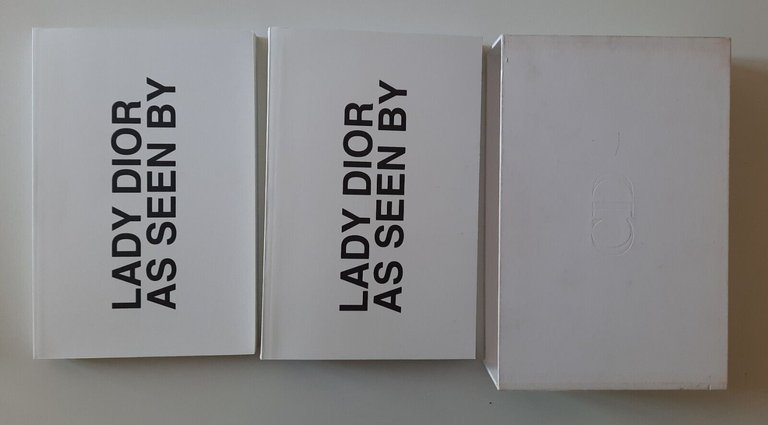 LADY DIOR
AS SEEN BY
LADY DIOR
AS SEEN BY
CD